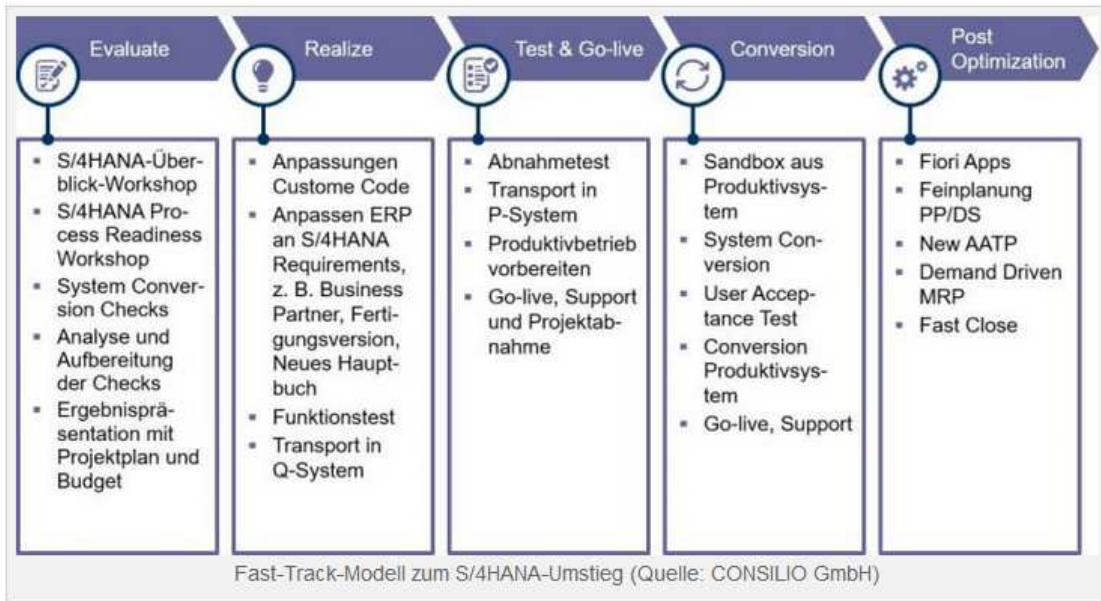 Evaluate
Realize
Test & Go-live
Conversion
Post
Optimization
▪ S/4HANA-Über-
blick-Workshop
▪ S/4HANA Pro-
cess Readiness
Workshop
▪ System Conver-
sion Checks
▪ Analyse und
Aufbereitung
der Checks
▪ Ergebnisprä-
sentation mit
Projektplan und
Budget
▪ Anpassungen
Custome Code
▪ Anpassen ERP
an S/4HANA
Requirements,
z. B. Business
Partner, Ferti-
gungsversion,
Neues Haupt-
buch
▪ Funktionstest
▪ Transport in
Q-System
▪ Abnahmetest
▪ Transport in
P-System
▪ Produktivbetrieb
vorbereiten
▪ Go-live, Support
und Projektab-
nahme
▪ Sandbox aus
Produktivsys-
tem
▪ System Con-
version
▪ User Accep-
tance Test
▪ Conversion
Produktivsys-
tem
▪ Go-live, Support
▪ Fiori Apps
▪ Feinplanung
PP/DS
▪ New AATP
▪ Demand Driven
MRP
▪ Fast Close
Fast-Track-Modell zum S/4HANA-Umstieg (Quelle: CONSILIO GmbH)